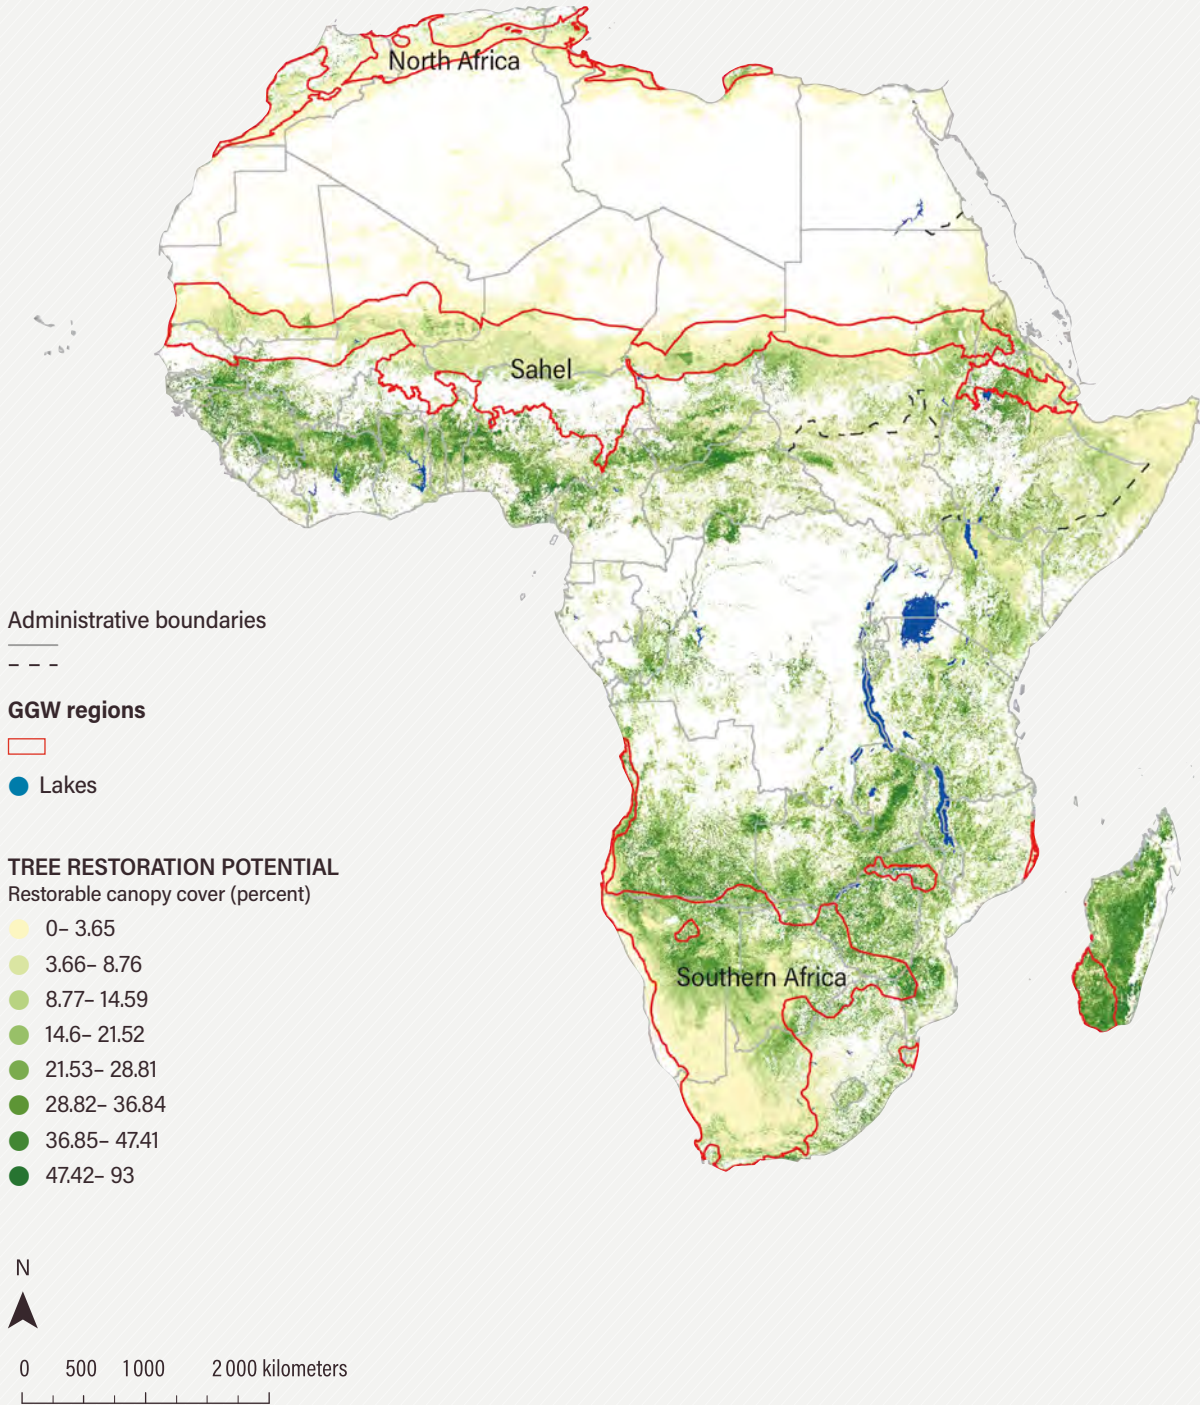 North Africa
Sahel
Southern Africa
Administrative boundaries
GGW regions
Lakes
TREE RESTORATION POTENTIAL
Restorable canopy cover (percent)
0– 3.65
3.66– 8.76
8.77– 14.59
14.6– 21.52
21.53– 28.81
28.82– 36.84
36.85– 47.41
47.42– 93
N
0 500 1 000 2 000 kilometers